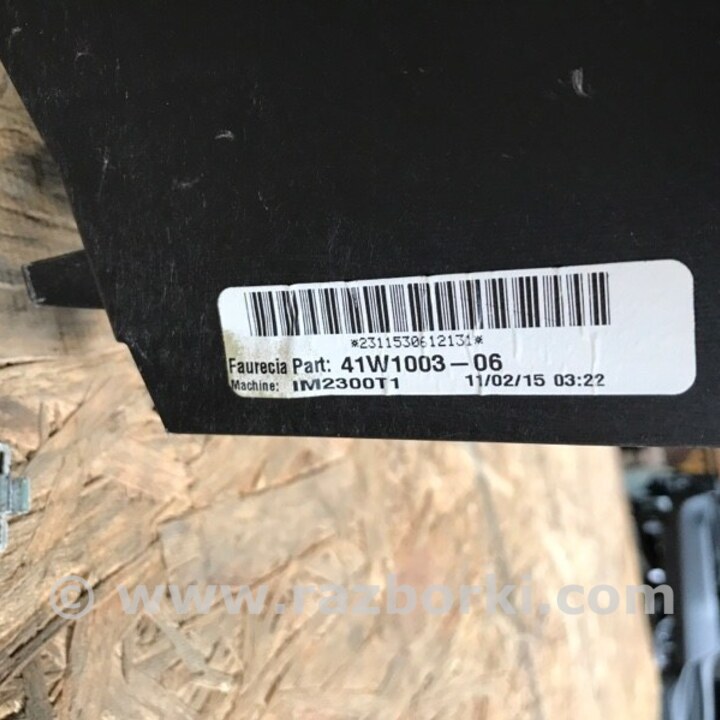 *2311530612131*
Faurecia Part: 41W1003-06
Machine: IM2300T1 11/02/15 03:22
© www.razborki.com